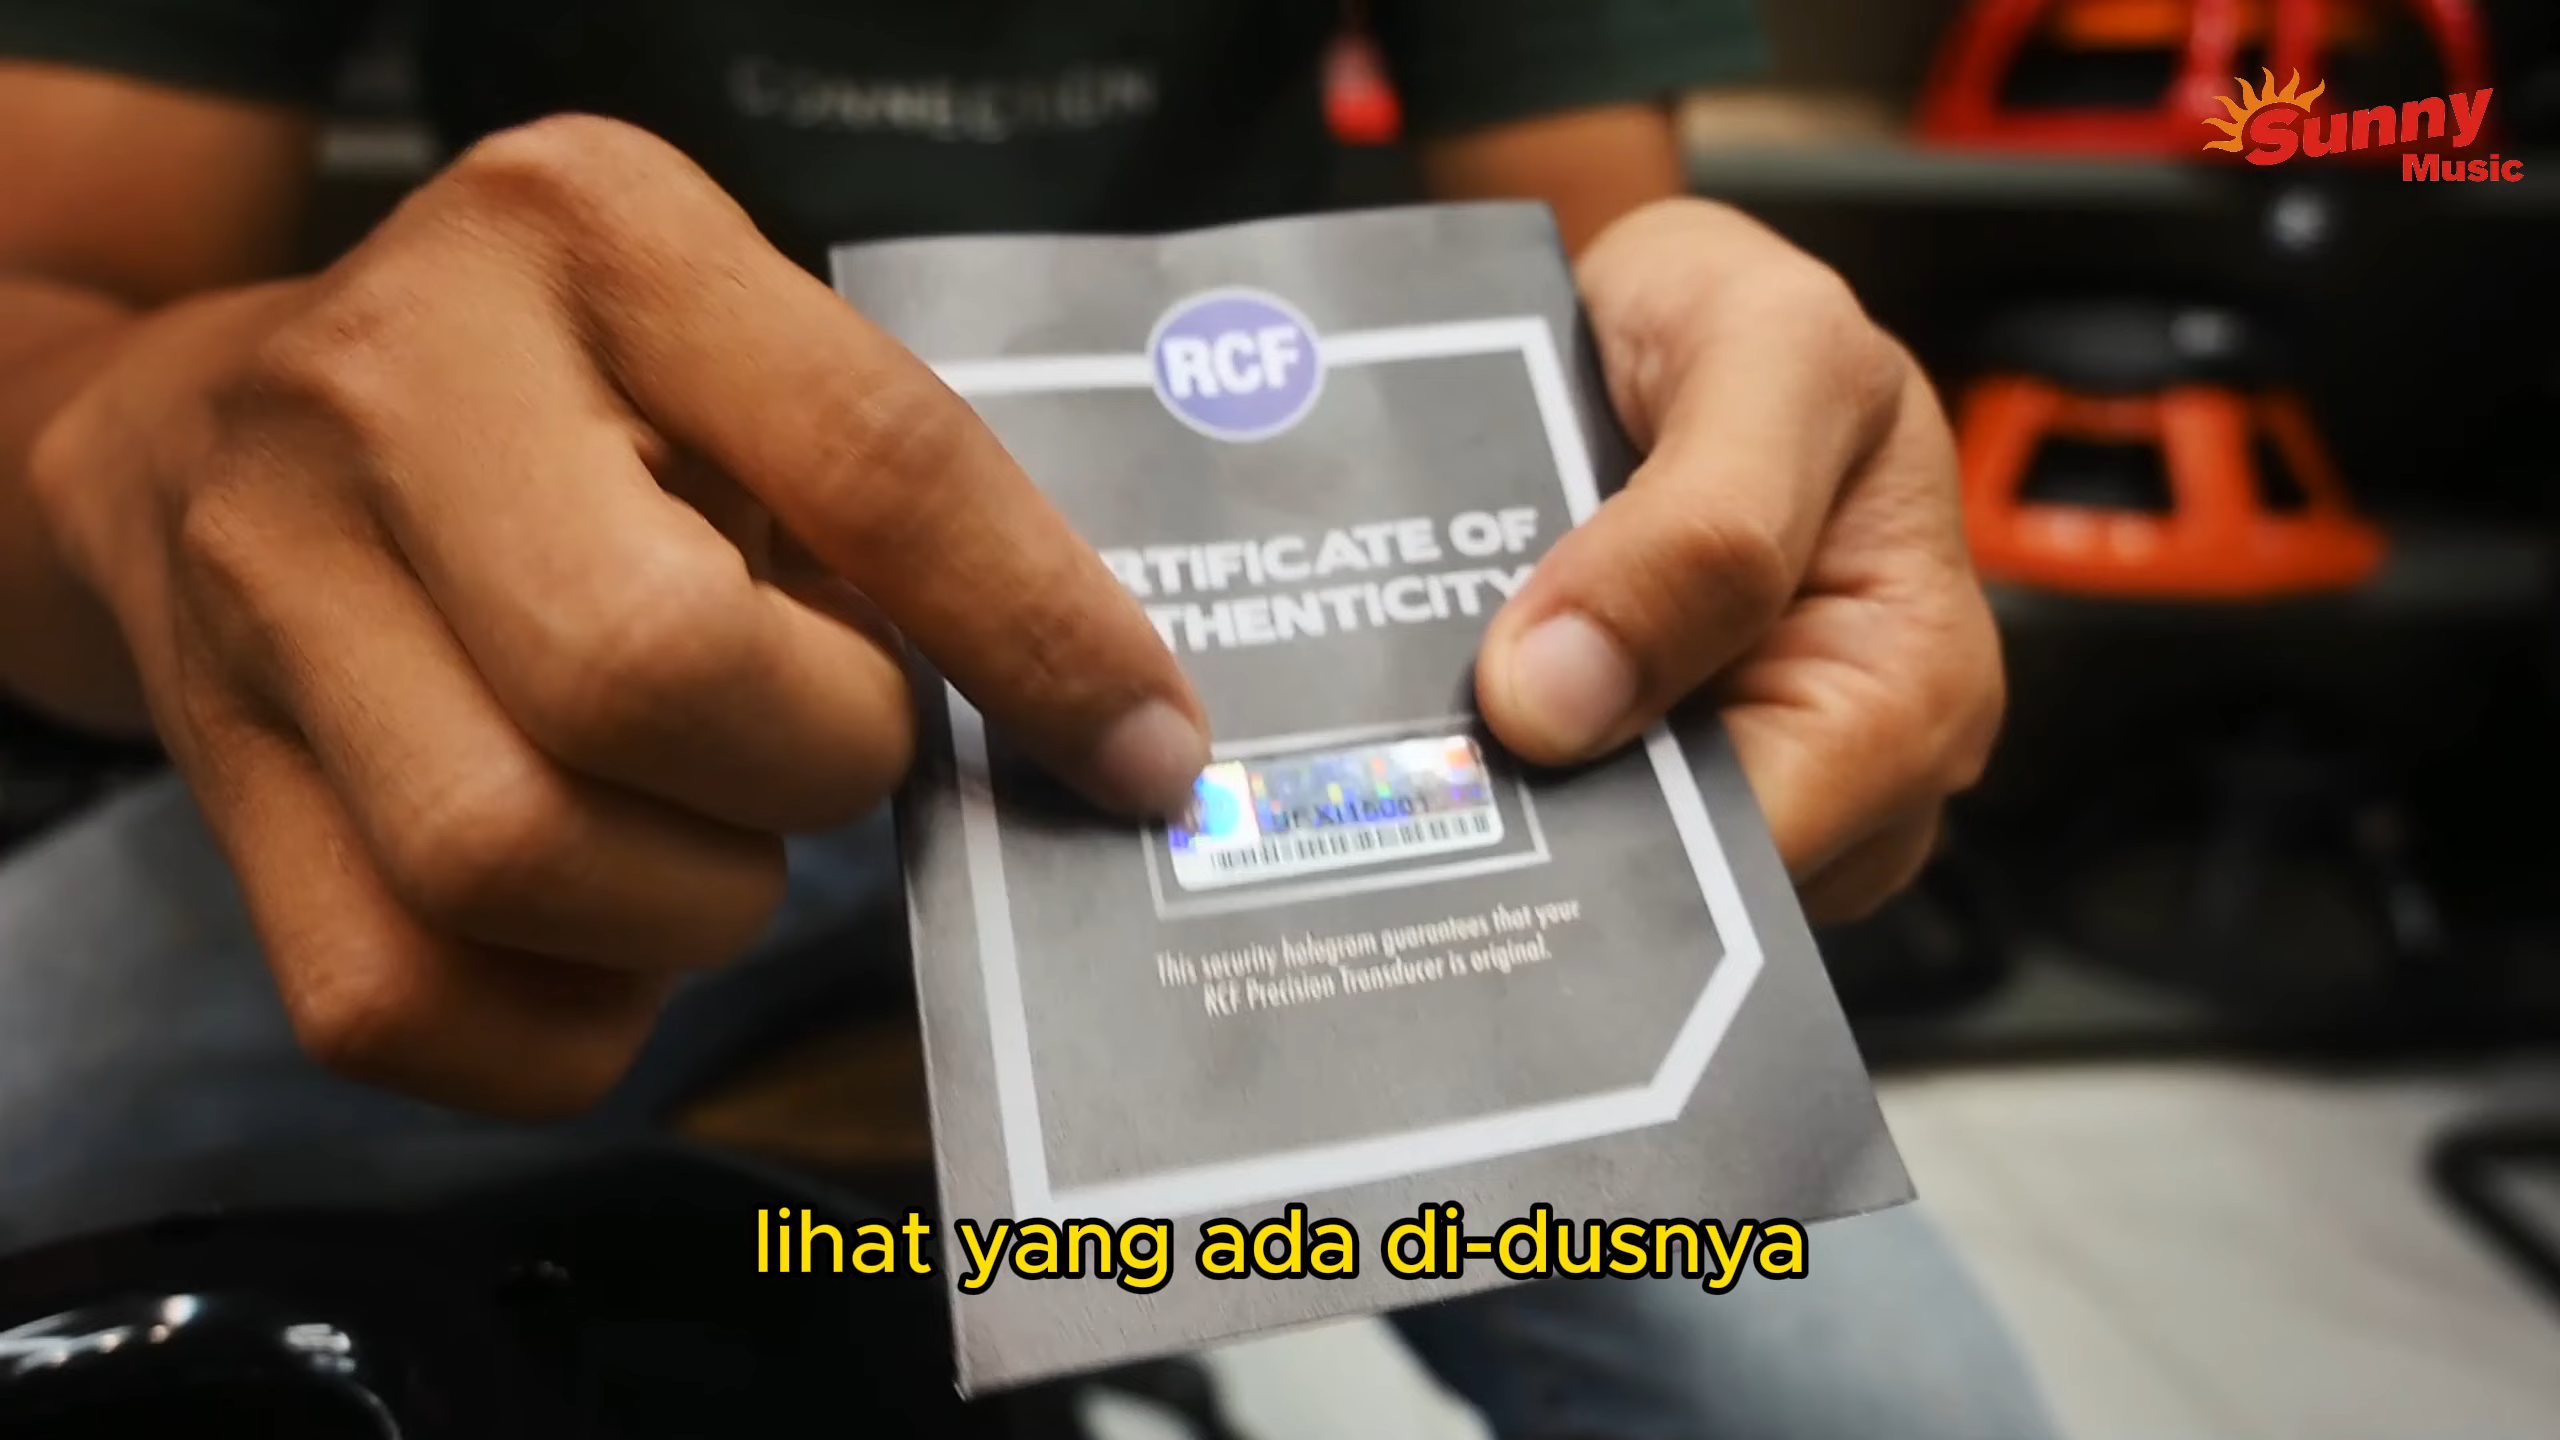 CONNECTION
Sunny
Music
RCF
RTIFICATE OF
THENTICITY
This security hologram guarantees that your
RCF Precision Transducer is original.
lihat yang ada di-dusnya